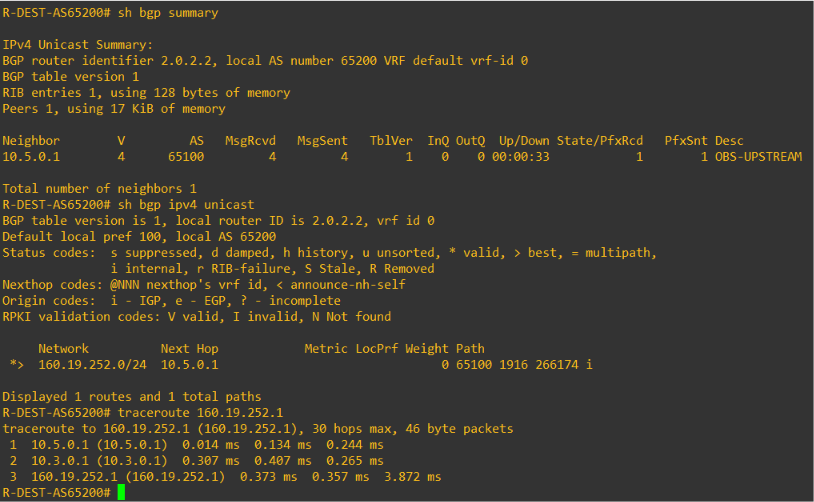 R-DEST-AS65200# sh bgp summary
IPv4 Unicast Summary:
BGP router identifier 2.0.2.2, local AS number 65200 VRF default vrf-id 0
BGP table version 1
RIB entries 1, using 128 bytes of memory
Peers 1, using 17 KiB of memory
Neighbor V AS MsgRcvd MsgSent TblVer InQ OutQ Up/Down State/PfxRcd PfxSnt Desc
10.5.0.1 4 65100 4 4 1 0 0 00:00:33 1 1 OBS-UPSTREAM
Total number of neighbors 1
R-DEST-AS65200# sh bgp ipv4 unicast
BGP table version is 1, local router ID is 2.0.2.2, vrf id 0
Default local pref 100, local AS 65200
Status codes: s suppressed, d damped, h history, u unsorted, * valid, > best, = multipath,
i internal, r RIB-failure, S Stale, R Removed
Nexthop codes: @NNN nexthop's vrf id, < announce-nh-self
Origin codes: i - IGP, e - EGP, ? - incomplete
RPKI validation codes: V valid, I invalid, N Not found
Network Next Hop Metric LocPrf Weight Path
*> 160.19.252.0/24 10.5.0.1 0 65100 1916 266174 i
Displayed 1 routes and 1 total paths
R-DEST-AS65200# traceroute 160.19.252.1
traceroute to 160.19.252.1 (160.19.252.1), 30 hops max, 46 byte packets
1 10.5.0.1 (10.5.0.1) 0.014 ms 0.134 ms 0.244 ms
2 10.3.0.1 (10.3.0.1) 0.307 ms 0.407 ms 0.265 ms
3 160.19.252.1 (160.19.252.1) 0.373 ms 0.357 ms 3.872 ms
R-DEST-AS65200#